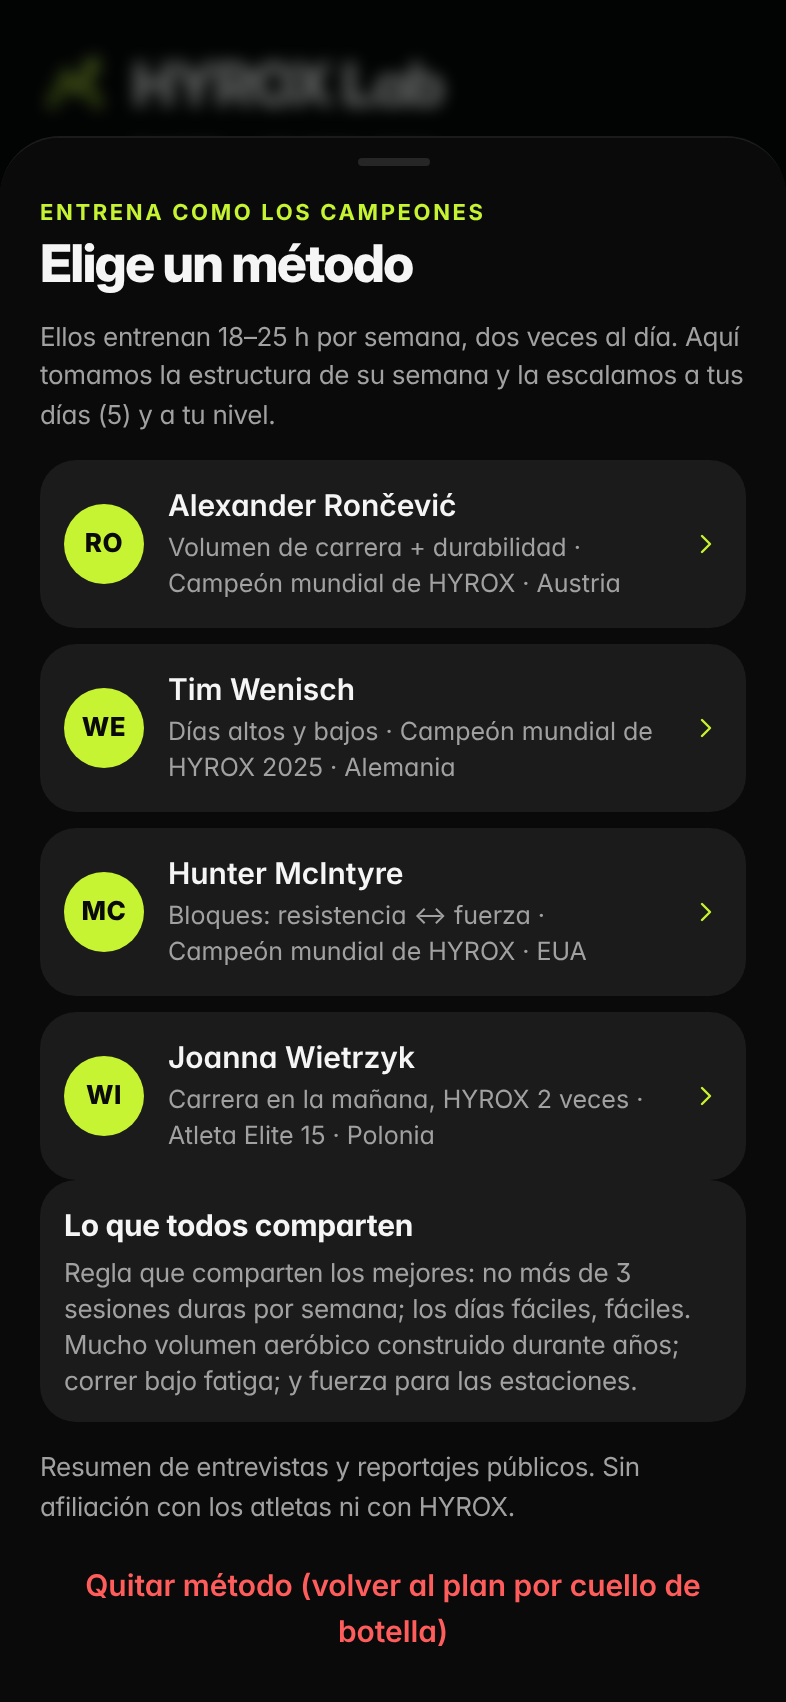 HYROX Lab
ENTRENA COMO LOS CAMPEONES
Elige un método
Ellos entrenan 18–25 h por semana, dos veces al día. Aquí
tomamos la estructura de su semana y la escalamos a tus
días (5) y a tu nivel.
RO
Alexander Rončević
Volumen de carrera + durabilidad ·
Campeón mundial de HYROX · Austria
WE
Tim Wenisch
Días altos y bajos · Campeón mundial de
HYROX 2025 · Alemania
MC
Hunter McIntyre
Bloques: resistencia ↔ fuerza ·
Campeón mundial de HYROX · EUA
WI
Joanna Wietrzyk
Carrera en la mañana, HYROX 2 veces ·
Atleta Elite 15 · Polonia
Lo que todos comparten
Regla que comparten los mejores: no más de 3
sesiones duras por semana; los días fáciles, fáciles.
Mucho volumen aeróbico construido durante años;
correr bajo fatiga; y fuerza para las estaciones.
Resumen de entrevistas y reportajes públicos. Sin
afiliación con los atletas ni con HYROX.
Quitar método (volver al plan por cuello de
botella)